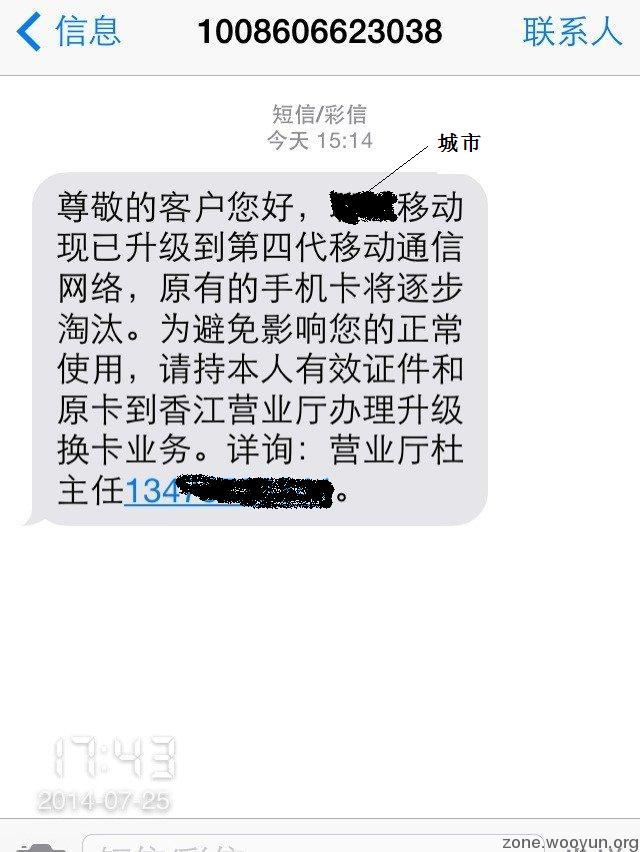 信息
1008606623038
联系人
短信/彩信
今天 15:14
城市
尊敬的客户您好，移动
现已升级到第四代移动通信
网络，原有的手机卡将逐步
淘汰。为避免影响您的正常
使用，请持本人有效证件和
原卡到香江营业厅办理升级
换卡业务。详询：营业厅杜
主任134。
17:43
2014-07-25
短信/彩信
zone.wooyun.org